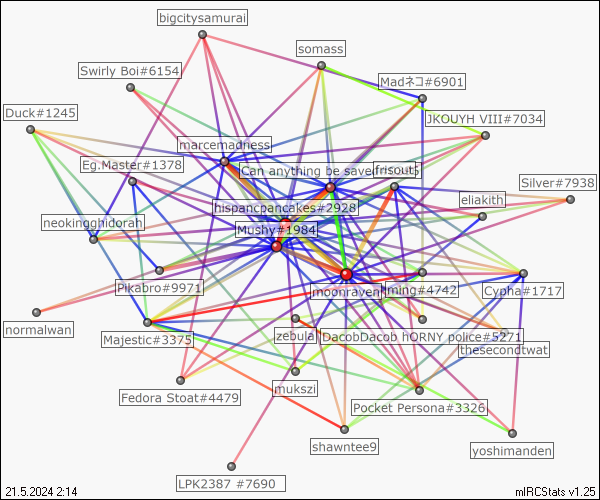 bigcitysamurai
somass
Swirly Boi#6154
Madネコ#6901
Duck#1245
JKOUYH VIII#7034
marcemadness
Eg.Master#1378
Can anything be saved
frisout5
Silver#7938
eliakith
hispancpancakes#2928
neokingghidorah
Mushy#1984
Pikabro#9971
moonraven
ming#4742
Cypha#1717
normalwan
Majestic#3375
zebula
DacobDacob hORNY police#5271
thesecondtwat
Fedora Stoat#4479
mukszi
Pocket Persona#3326
shawntee9
yoshimanden
LPK2387 #7690
21.5.2024 2:14
mIRCStats v1.25